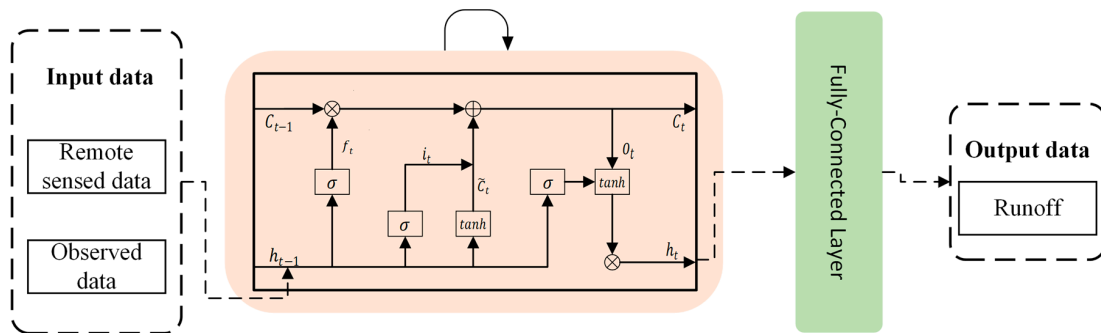 Input data
Remote
sensed data
Observed
data
C_{t-1}
f_t
σ
h_{t-1}
i_t
σ
C̃_t
tanh
σ
0_t
tanh
C_t
h_t
Fully-Connected Layer
Output data
Runoff